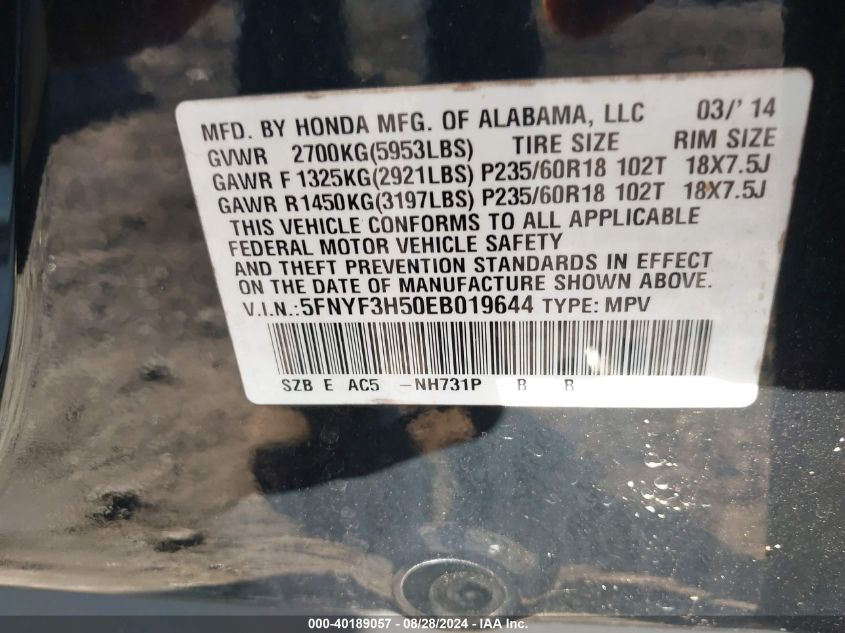 MFD. BY HONDA MFG. OF ALABAMA, LLC 03/'14
GVWR 2700KG(5953LBS) TIRE SIZE RIM SIZE
GAWR F 1325KG(2921LBS) P235/60R18 102T 18X7.5J
GAWR R1450KG(3197LBS) P235/60R18 102T 18X7.5J
THIS VEHICLE CONFORMS TO ALL APPLICABLE
FEDERAL MOTOR VEHICLE SAFETY
AND THEFT PREVENTION STANDARDS IN EFFECT
ON THE DATE OF MANUFACTURE SHOWN ABOVE.
V.I.N.:5FNYF3H50EB019644 TYPE: MPV
SZB E AC5 -NH731P B R
000-40189057 - 08/28/2024 - IAA Inc.